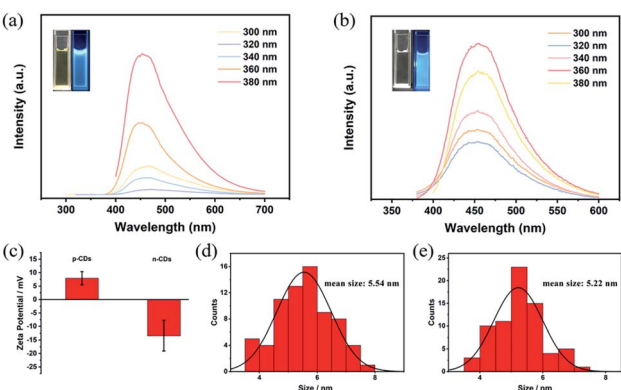 (a)
300 nm
320 nm
340 nm
360 nm
380 nm
Intensity (a.u.)
300 400 500 600 700
Wavelength (nm)
(b)
300 nm
320 nm
340 nm
360 nm
380 nm
Intensity (a.u.)
350 400 450 500 550 600
Wavelength (nm)
(c)
p-CDs n-CDs
Zeta Potential / mV
15
10
5
0
-5
-10
-15
-20
-25
(d)
mean size: 5.54 nm
Counts
16
12
8
4
0
4 6 8
Size / nm
(e)
mean size: 5.22 nm
Counts
25
20
15
10
5
0
4 6 8
Size / nm